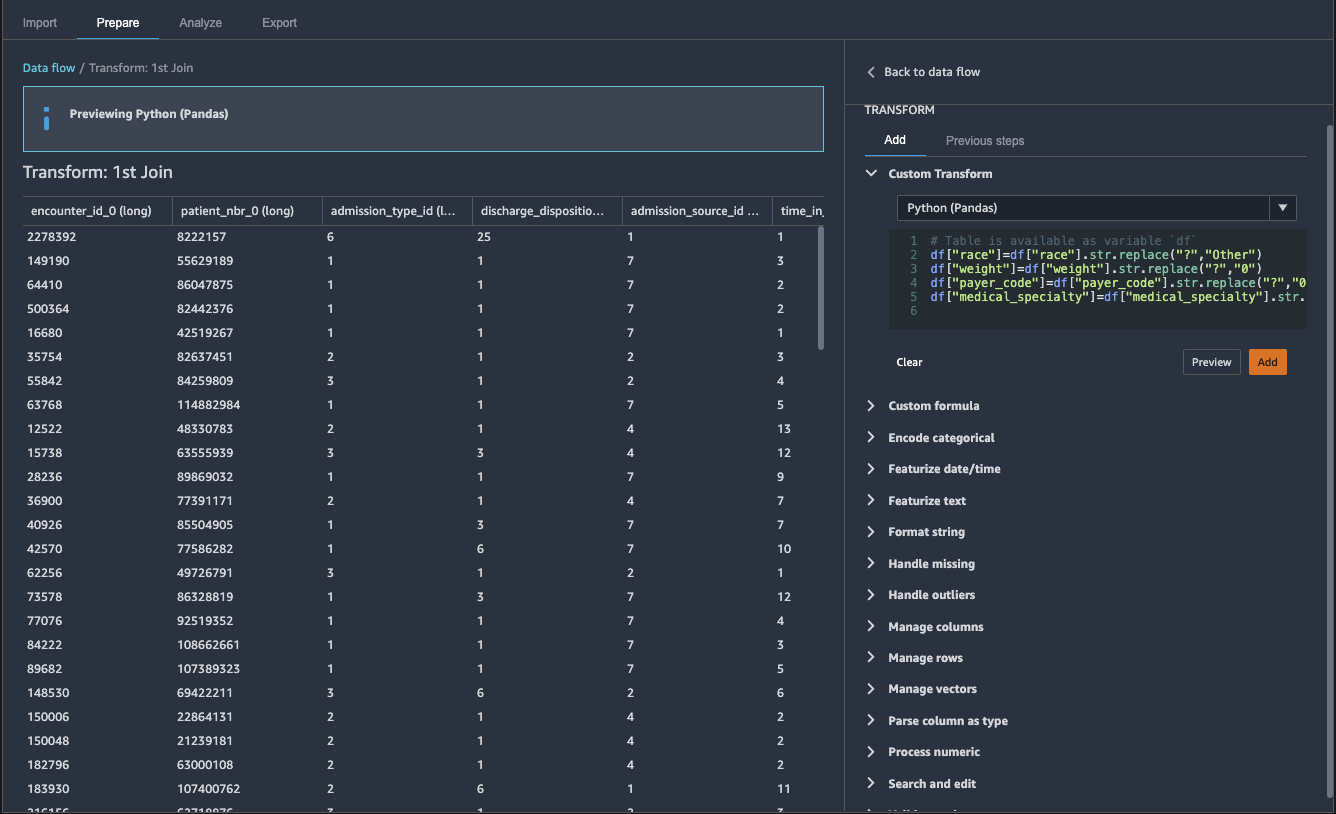 Import Prepare Analyze Export
Data flow / Transform: 1st Join
Previewing Python (Pandas)
Transform: 1st Join
encounter_id_0 (long) patient_nbr_0 (long) admission_type_id (l... discharge_dispositio... admission_source_id ... time_in_
2278392 8222157 6 25 1 1
149190 55629189 1 1 7 3
64410 86047875 1 1 7 2
500364 82442376 1 1 7 2
16680 42519267 1 1 7 1
35754 82637451 2 1 2 3
55842 84259809 3 1 2 4
63768 114882984 1 1 7 5
12522 48330783 2 1 4 13
15738 63555939 3 3 4 12
28236 89869032 1 1 7 9
36900 77391171 2 1 4 7
40926 85504905 1 3 7 7
42570 77586282 1 6 7 10
62256 49726791 3 1 2 1
73578 86328819 1 3 7 12
77076 92519352 1 1 7 4
84222 108662661 1 1 7 3
89682 107389323 1 1 7 5
148530 69422211 3 6 2 6
150006 22864131 2 1 4 2
150048 21239181 2 1 4 2
182796 63000108 2 1 4 2
183930 107400762 2 6 1 11
Back to data flow
TRANSFORM
Add Previous steps
Custom Transform
Python (Pandas)
1 # Table is available as variable `df`
2 df["race"]=df["race"].str.replace("?","Other")
3 df["weight"]=df["weight"].str.replace("?","0")
4 df["payer_code"]=df["payer_code"].str.replace("?","0
5 df["medical_specialty"]=df["medical_specialty"].str.
6
Clear Preview Add
Custom formula
Encode categorical
Featurize date/time
Featurize text
Format string
Handle missing
Handle outliers
Manage columns
Manage rows
Manage vectors
Parse column as type
Process numeric
Search and edit